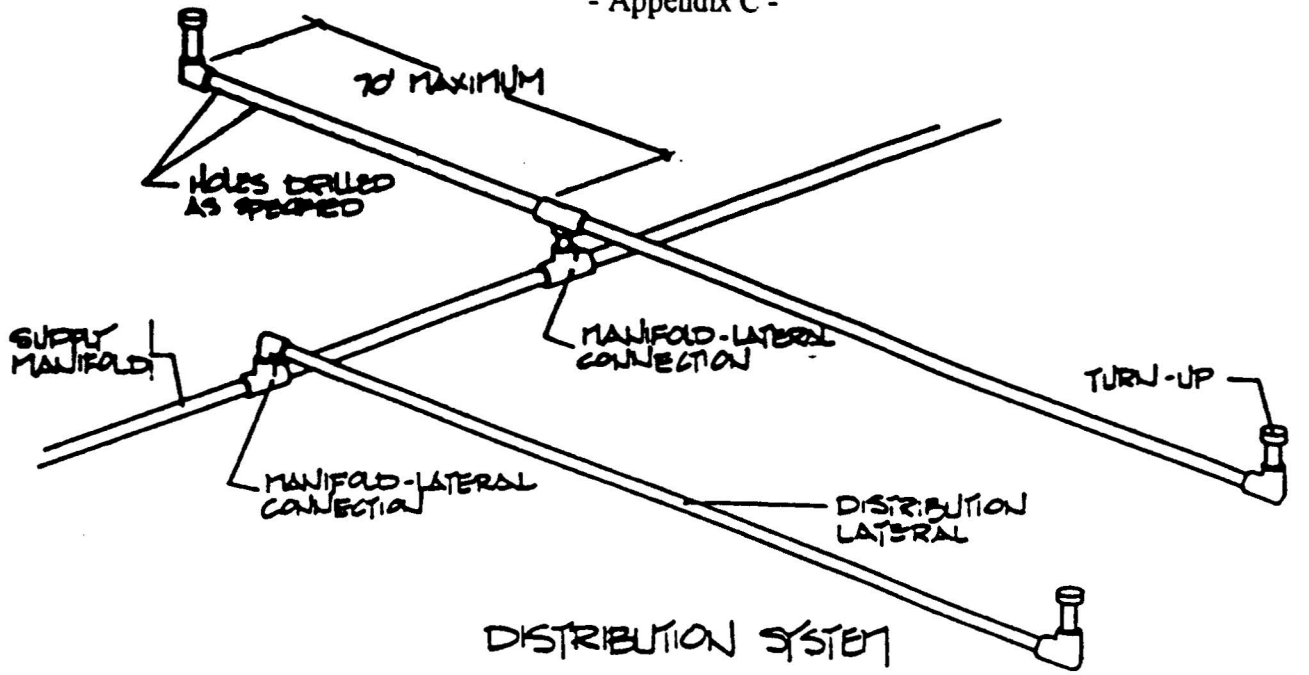 - Appendix C -
70' MAXIMUM
HOLES DRILLED
AS SPECIFIED
SUPPLY
MANIFOLD
MANIFOLD-LATERAL
CONNECTION
TURN-UP
MANIFOLD-LATERAL
CONNECTION
DISTRIBUTION
LATERAL
DISTRIBUTION SYSTEM